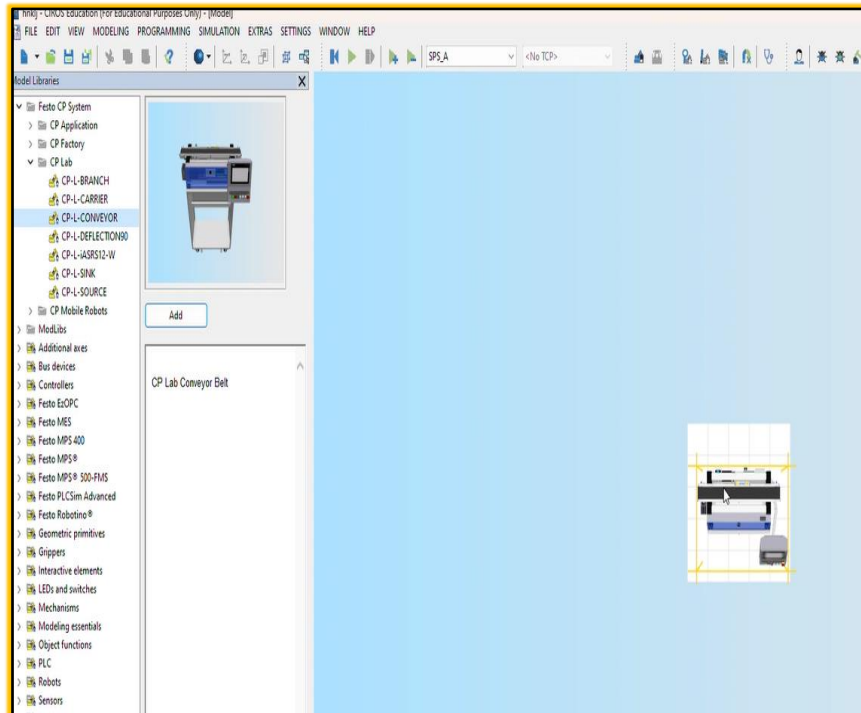 hnklj - CIROS Education (For Educational Purposes Only) - [Model]
FILE EDIT VIEW MODELING PROGRAMMING SIMULATION EXTRAS SETTINGS WINDOW HELP
SPS_A <No TCP>
Model Libraries X
Festo CP System
CP Application
CP Factory
CP Lab
CP-L-BRANCH
CP-L-CARRIER
CP-L-CONVEYOR
CP-L-DEFLECTION90
CP-L-iASRS12-W
CP-L-SINK
CP-L-SOURCE
CP Mobile Robots
ModLibs
Additional axes
Bus devices
Controllers
Festo EzOPC
Festo MES
Festo MPS 400
Festo MPS®
Festo MPS® 500-FMS
Festo PLCSim Advanced
Festo Robotino®
Geometric primitives
Grippers
Interactive elements
LEDs and switches
Mechanisms
Modeling essentials
Object functions
PLC
Robots
Sensors
Add
CP Lab Conveyor Belt